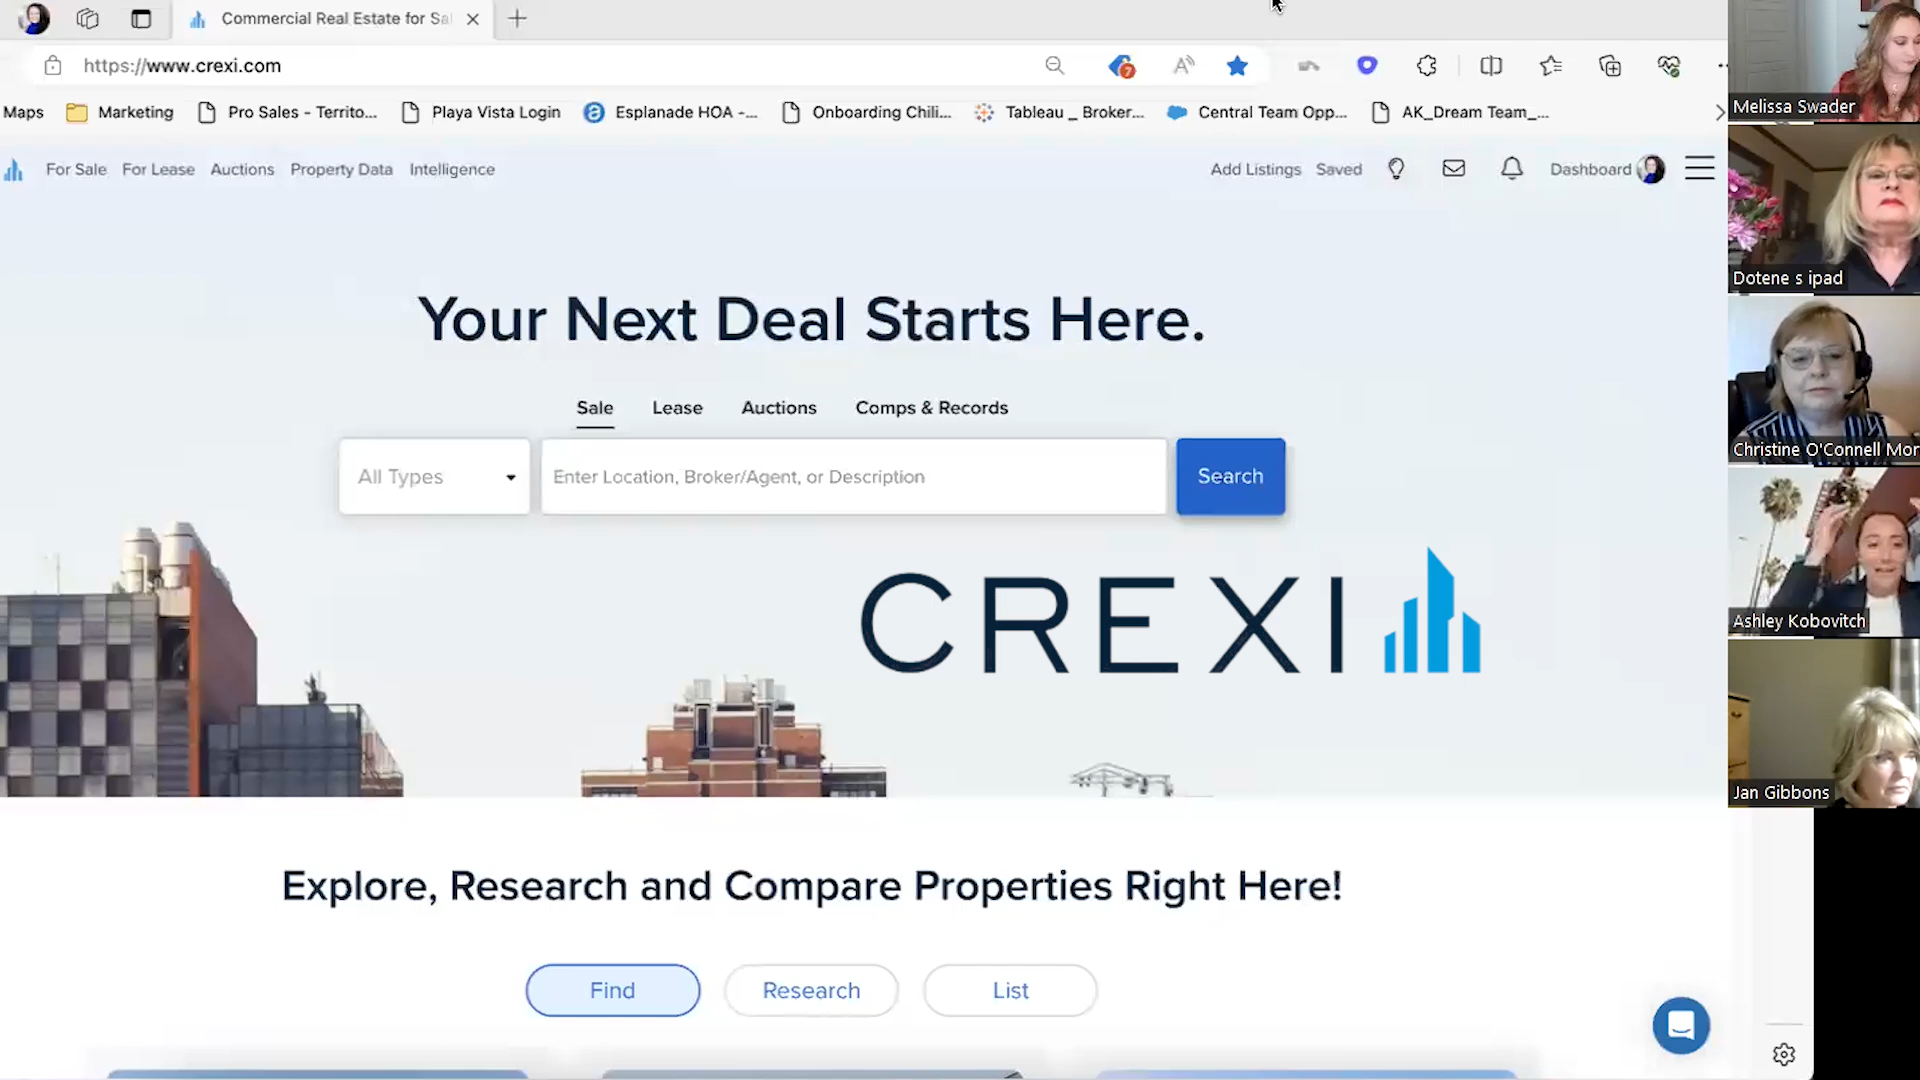 Commercial Real Estate for Sa
https://www.crexi.com
7
Maps
Marketing
Pro Sales - Territo...
Playa Vista Login
Esplanade HOA -...
Onboarding Chili...
Tableau _ Broker...
Central Team Opp...
AK_Dream Team_...
For Sale
For Lease
Auctions
Property Data
Intelligence
Add Listings
Saved
Dashboard
Your Next Deal Starts Here.
Sale
Lease
Auctions
Comps & Records
All Types
Enter Location, Broker/Agent, or Description
Search
CREXI
Explore, Research and Compare Properties Right Here!
Find
Research
List
Melissa Swader
Dotene s ipad
Christine O'Connell Mor
Ashley Kobovitch
Jan Gibbons